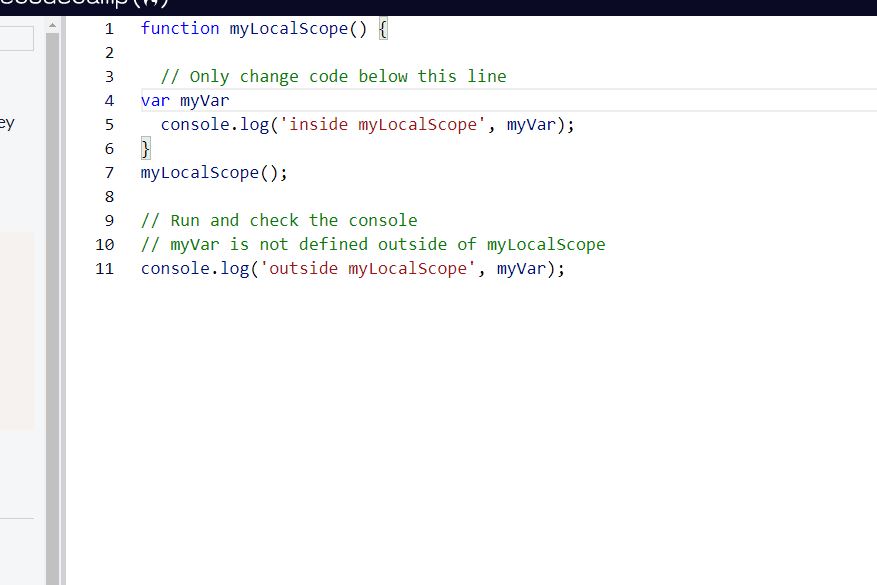 1 function myLocalScope() {
2
3 // Only change code below this line
4 var myVar
ey
5 console.log('inside myLocalScope', myVar);
6 }
7 myLocalScope();
8
9 // Run and check the console
10 // myVar is not defined outside of myLocalScope
11 console.log('outside myLocalScope', myVar);